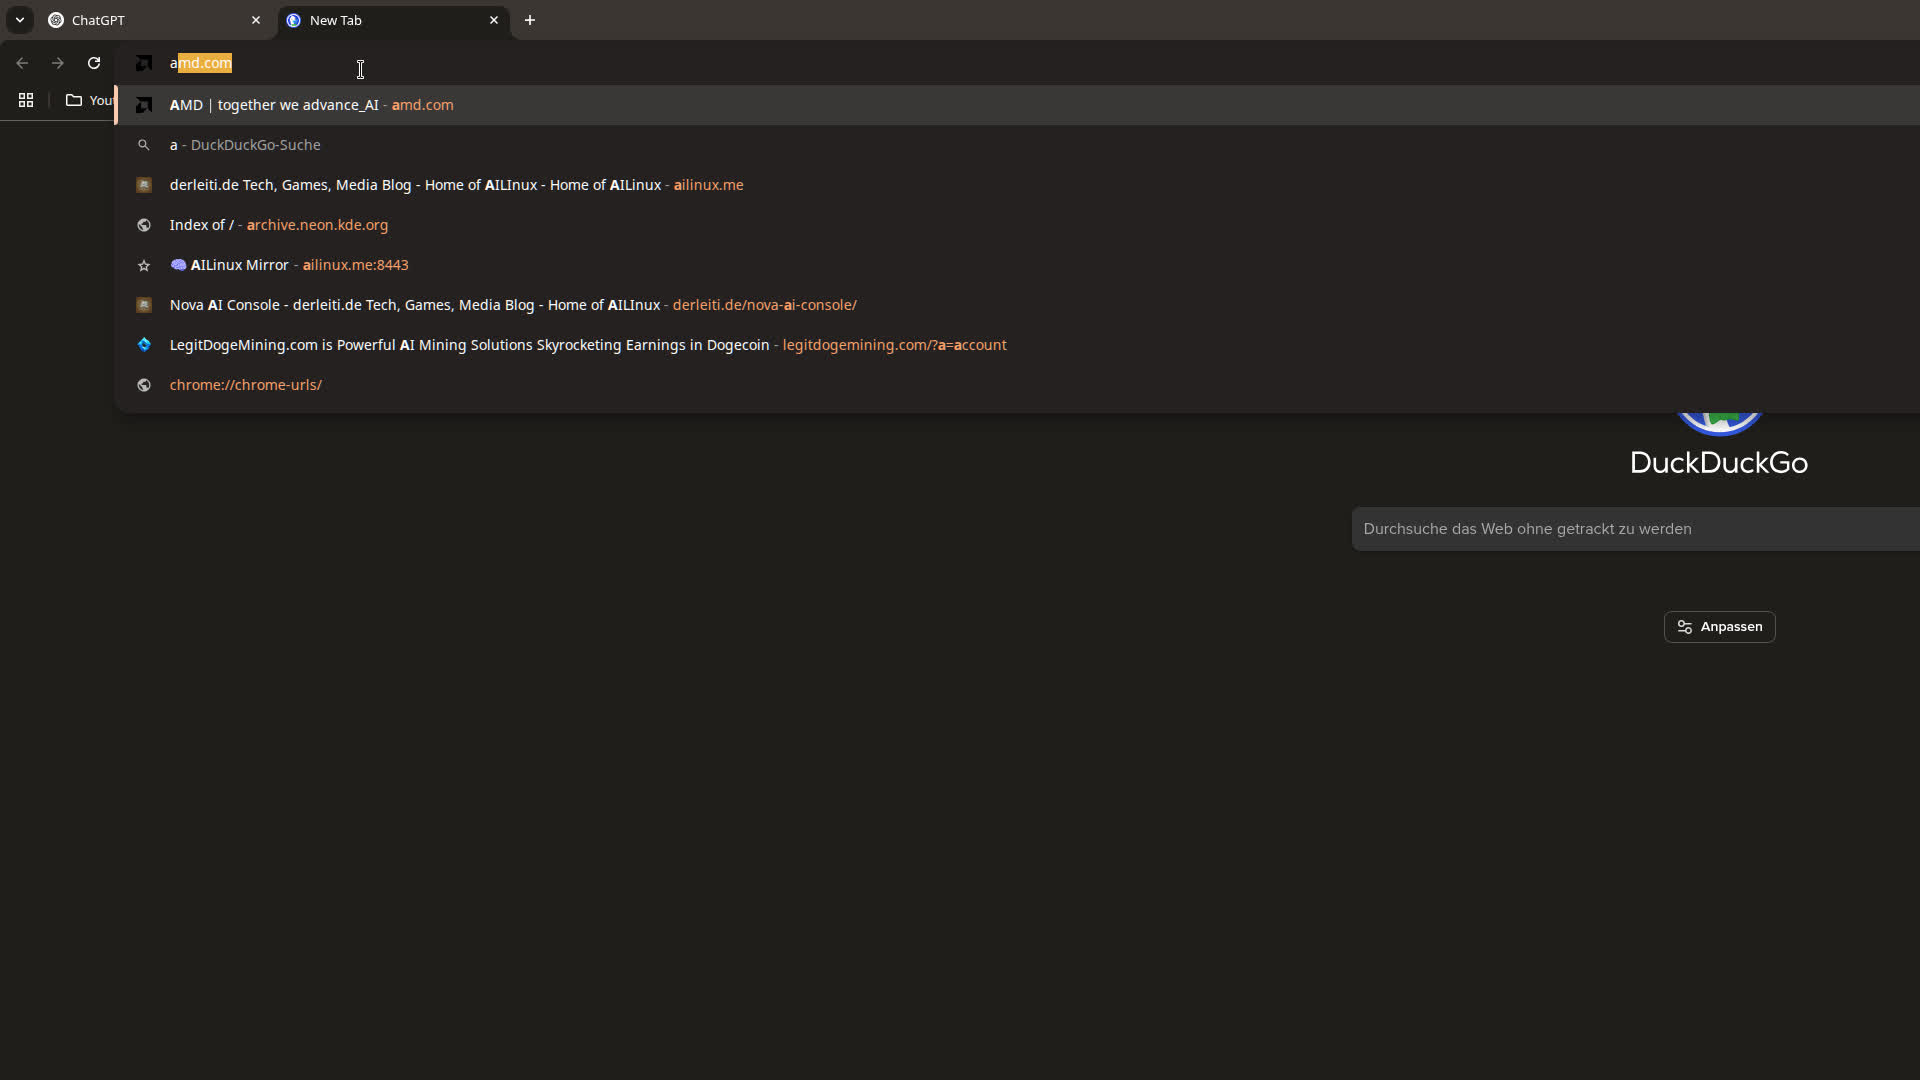 ChatGPT
New Tab
amd.com
You
AMD | together we advance_AI - amd.com
a - DuckDuckGo-Suche
derleiti.de Tech, Games, Media Blog - Home of AILInux - Home of AILinux - ailinux.me
Index of / - archive.neon.kde.org
🧠 AILinux Mirror - ailinux.me:8443
Nova AI Console - derleiti.de Tech, Games, Media Blog - Home of AILInux - derleiti.de/nova-ai-console/
LegitDogeMining.com is Powerful AI Mining Solutions Skyrocketing Earnings in Dogecoin - legitdogemining.com/?a=account
chrome://chrome-urls/
DuckDuckGo
Durchsuche das Web ohne getrackt zu werden
Anpassen